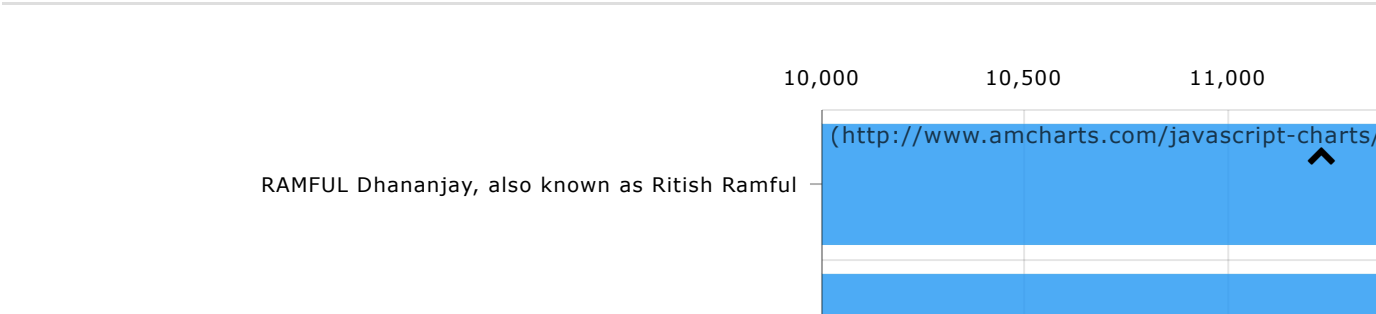 10,000 10,500 11,000
(http://www.amcharts.com/javascript-charts/
RAMFUL Dhananjay, also known as Ritish Ramful